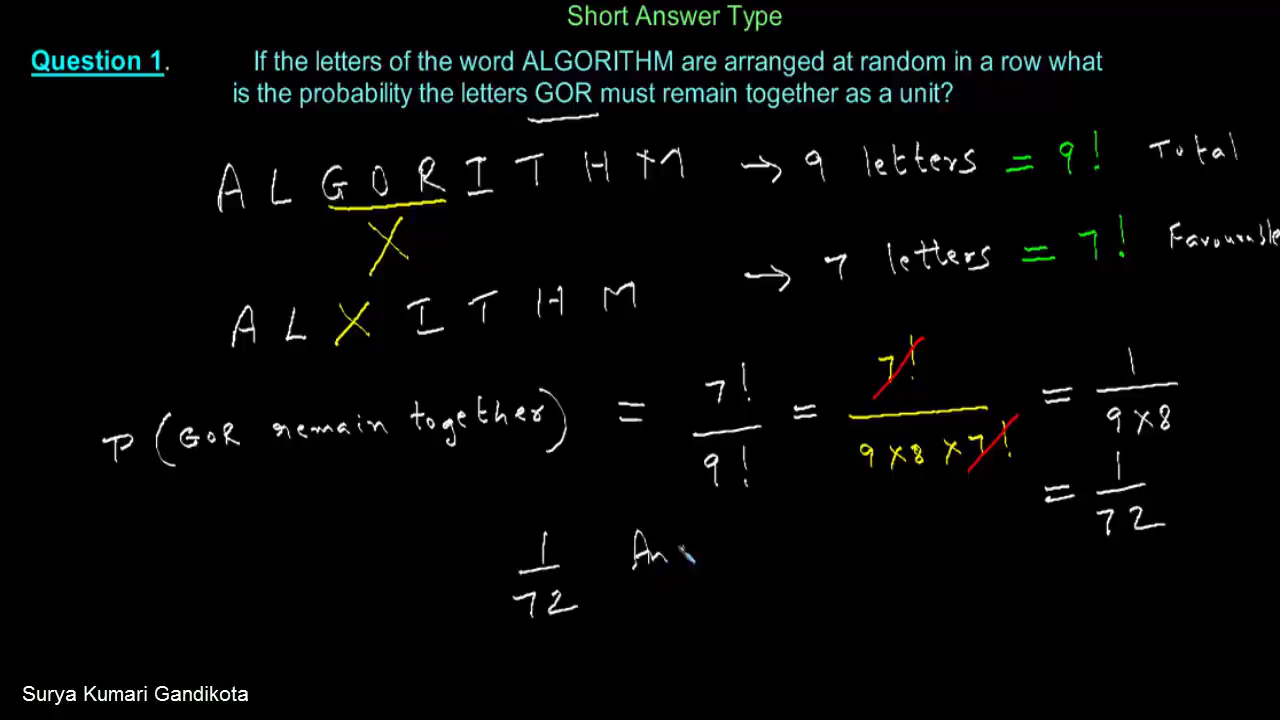 Short Answer Type
Question 1. If the letters of the word ALGORITHM are arranged at random in a row what
is the probability the letters GOR must remain together as a unit?
A L G O R I T H M → 9 letters = 9! Total
X
A L X I T H M → 7 letters = 7! Favourable
P (GOR remain together) = 7!/9! = 7!/9×8×7! = 1/9×8
= 1/72
1/72 An
Surya Kumari Gandikota